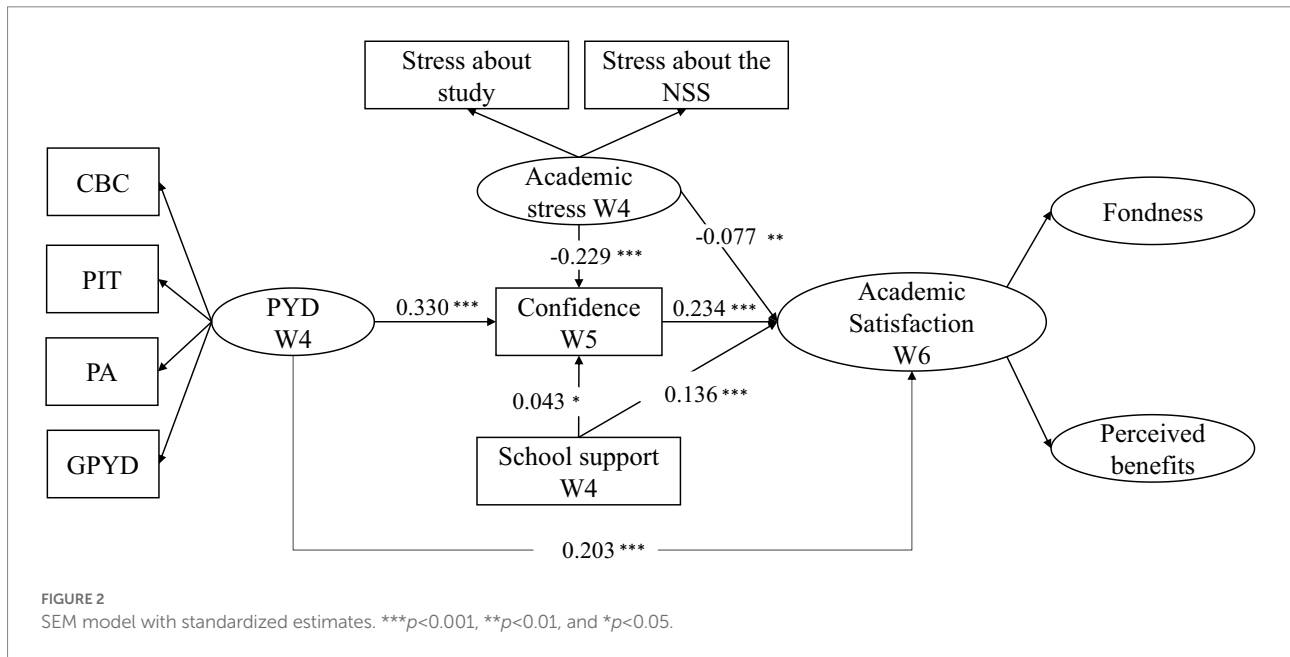 Stress about
study
Stress about the
NSS
CBC
PIT
PA
GPYD
Academic
stress W4
-0.077 **
-0.229 ***
PYD
W4
0.330 ***
Confidence
W5
0.234 ***
Academic
Satisfaction
W6
Fondness
Perceived
benefits
0.043 *
0.136 ***
School support
W4
0.203 ***
FIGURE 2
SEM model with standardized estimates. ***p<0.001, **p<0.01, and *p<0.05.